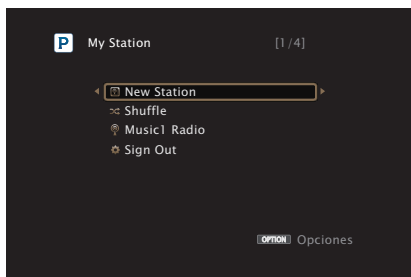 P My Station [1/4]
New Station
Shuffle
Music1 Radio
Sign Out
OPTION Opciones